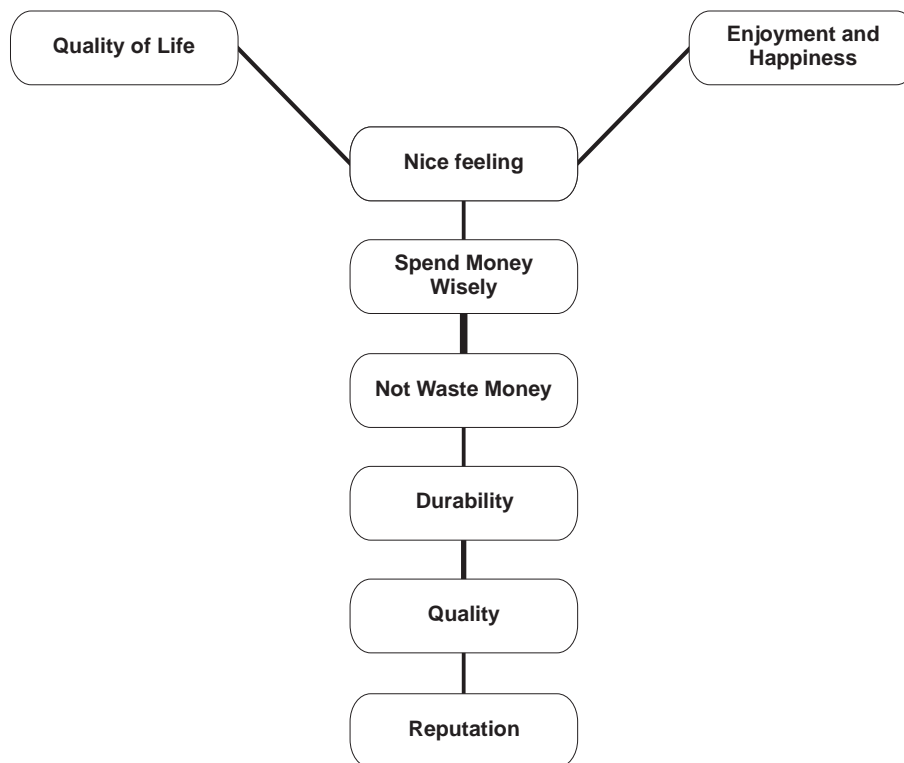 Quality of Life
Enjoyment and
Happiness
Nice feeling
Spend Money
Wisely
Not Waste Money
Durability
Quality
Reputation